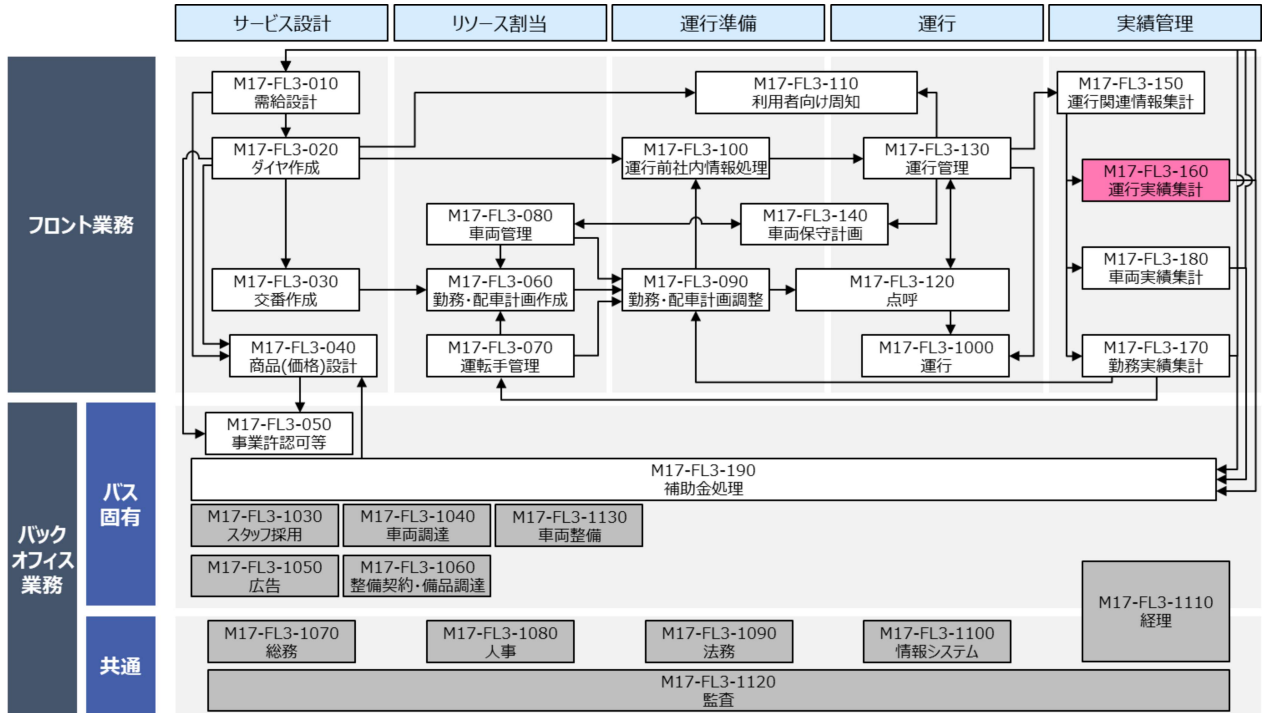 サービス設計
リソース割当
運行準備
運行
実績管理
フロント業務
M17-FL3-010
需給設計
M17-FL3-110
利用者向け周知
M17-FL3-150
運行関連情報集計
M17-FL3-020
ダイヤ作成
M17-FL3-100
運行前社内情報処理
M17-FL3-130
運行管理
M17-FL3-160
運行実績集計
M17-FL3-080
車両管理
M17-FL3-140
車両保守計画
M17-FL3-180
車両実績集計
M17-FL3-030
交番作成
M17-FL3-060
勤務・配車計画作成
M17-FL3-090
勤務・配車計画調整
M17-FL3-120
点呼
M17-FL3-040
商品(価格)設計
M17-FL3-070
運転手管理
M17-FL3-1000
運行
M17-FL3-170
勤務実績集計
バック
オフィス
業務
バス
固有
M17-FL3-050
事業許認可等
M17-FL3-190
補助金処理
M17-FL3-1030
スタッフ採用
M17-FL3-1040
車両調達
M17-FL3-1130
車両整備
M17-FL3-1050
広告
M17-FL3-1060
整備契約・備品調達
M17-FL3-1110
経理
共通
M17-FL3-1070
総務
M17-FL3-1080
人事
M17-FL3-1090
法務
M17-FL3-1100
情報システム
M17-FL3-1120
監査